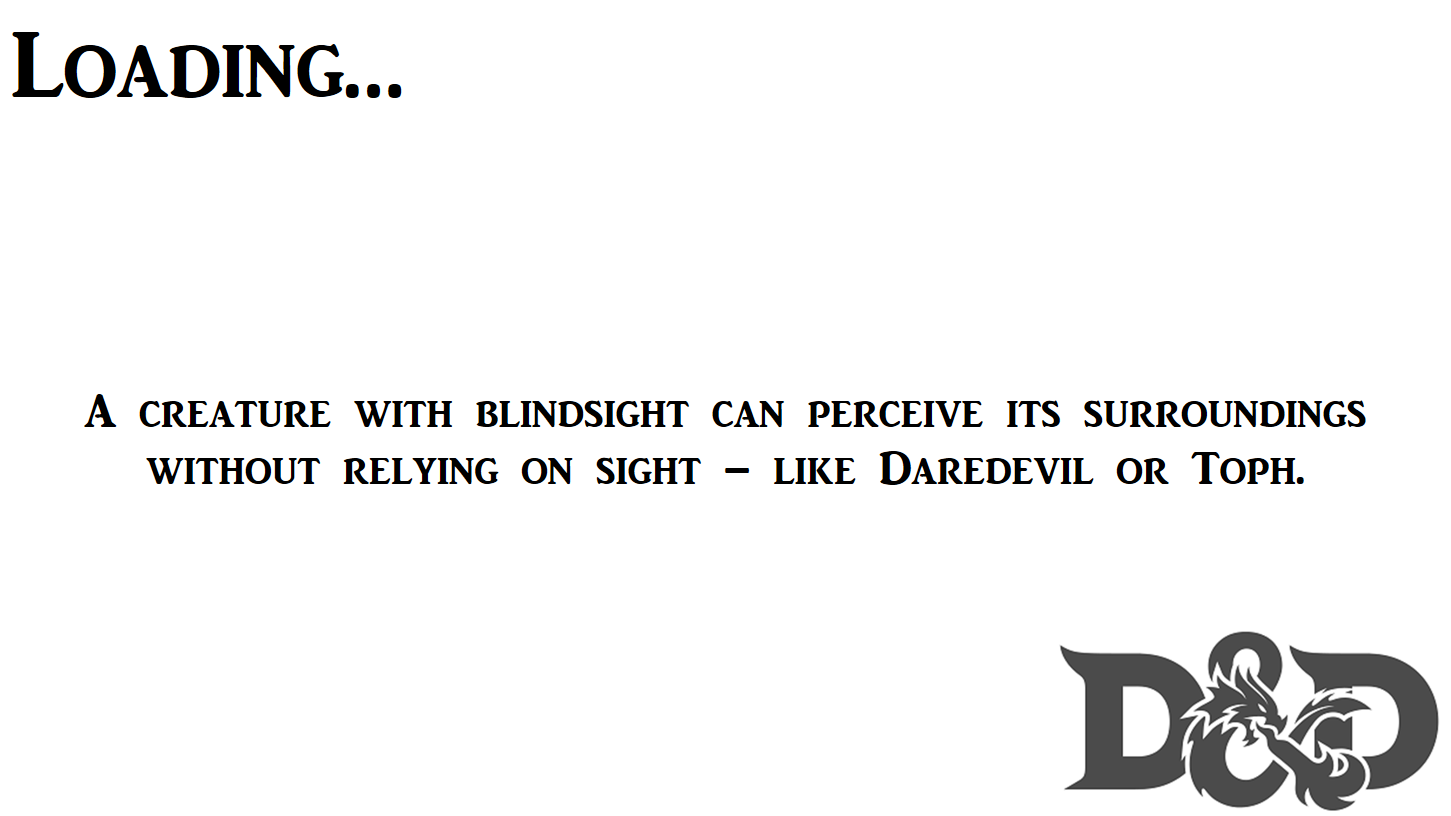 Loading...
A creature with blindsight can perceive its surroundings
without relying on sight – like Daredevil or Toph.
D&D